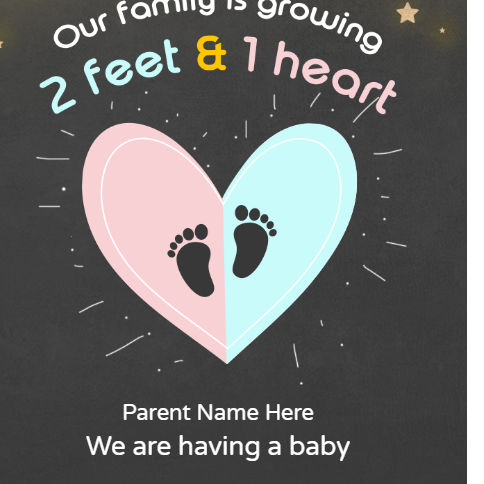 Our family is growing
2 feet & 1 heart
Parent Name Here
We are having a baby